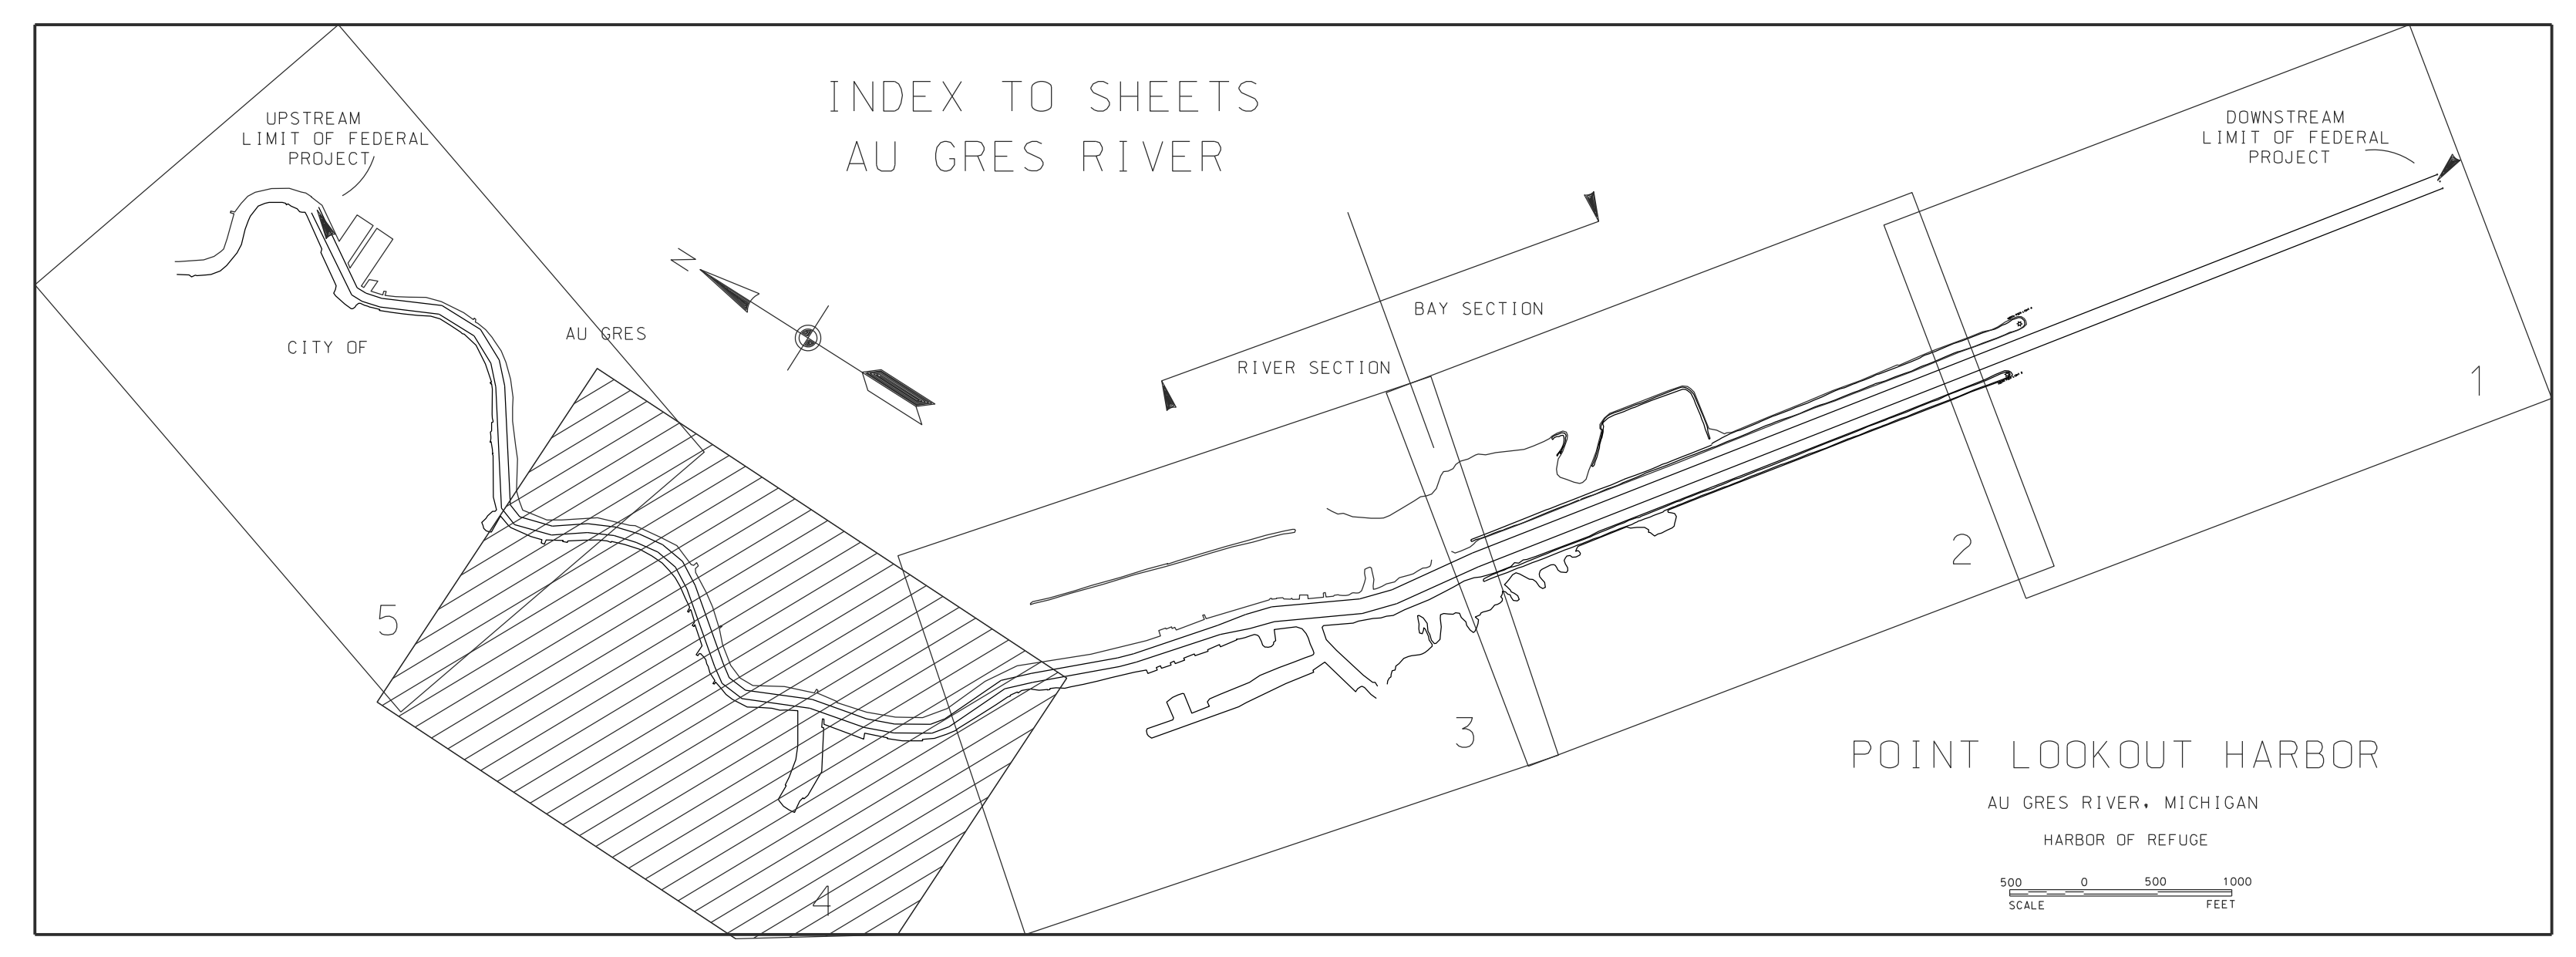 INDEX TO SHEETS
AU GRES RIVER
UPSTREAM
LIMIT OF FEDERAL
PROJECT
DOWNSTREAM
LIMIT OF FEDERAL
PROJECT
N
BAY SECTION
RIVER SECTION
CITY OF
AU GRES
1
2
3
4
5
POINT LOOKOUT HARBOR
AU GRES RIVER, MICHIGAN
HARBOR OF REFUGE
500 0 500 1000
SCALE FEET